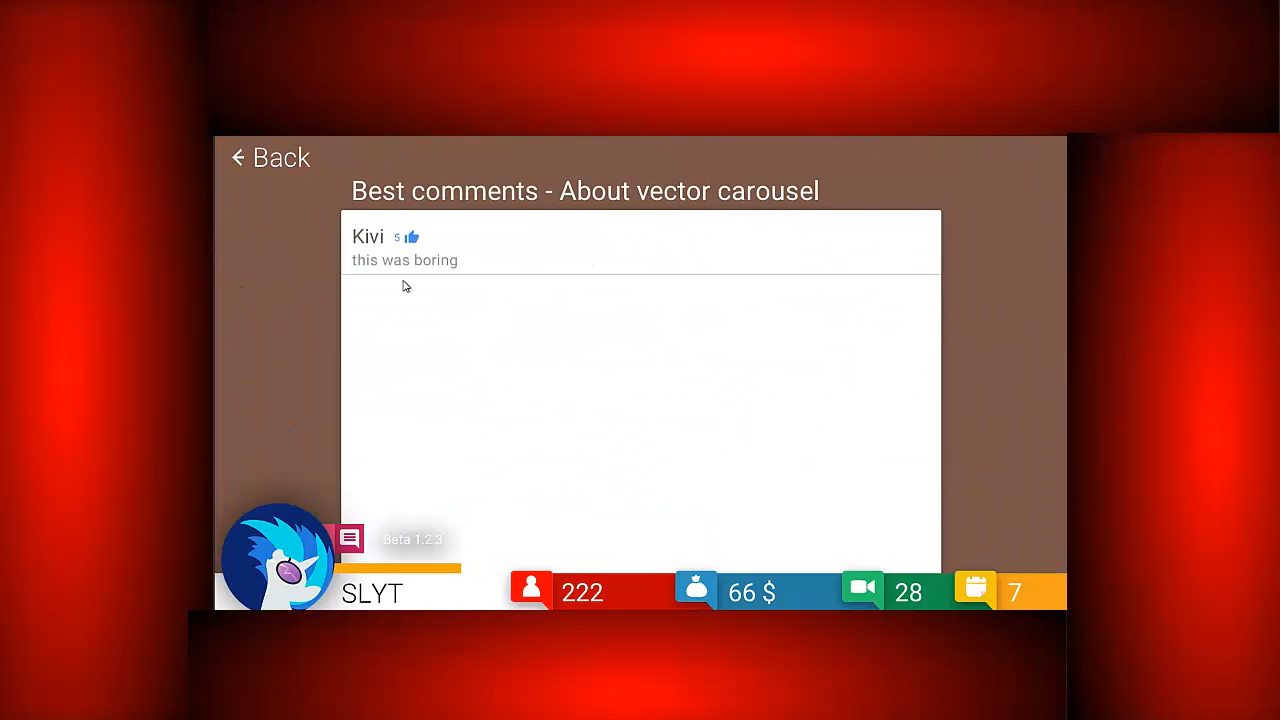 Back
Best comments - About vector carousel
Kivi 5
this was boring
Beta 1.2.3
SLYT
222
66 $
28
7